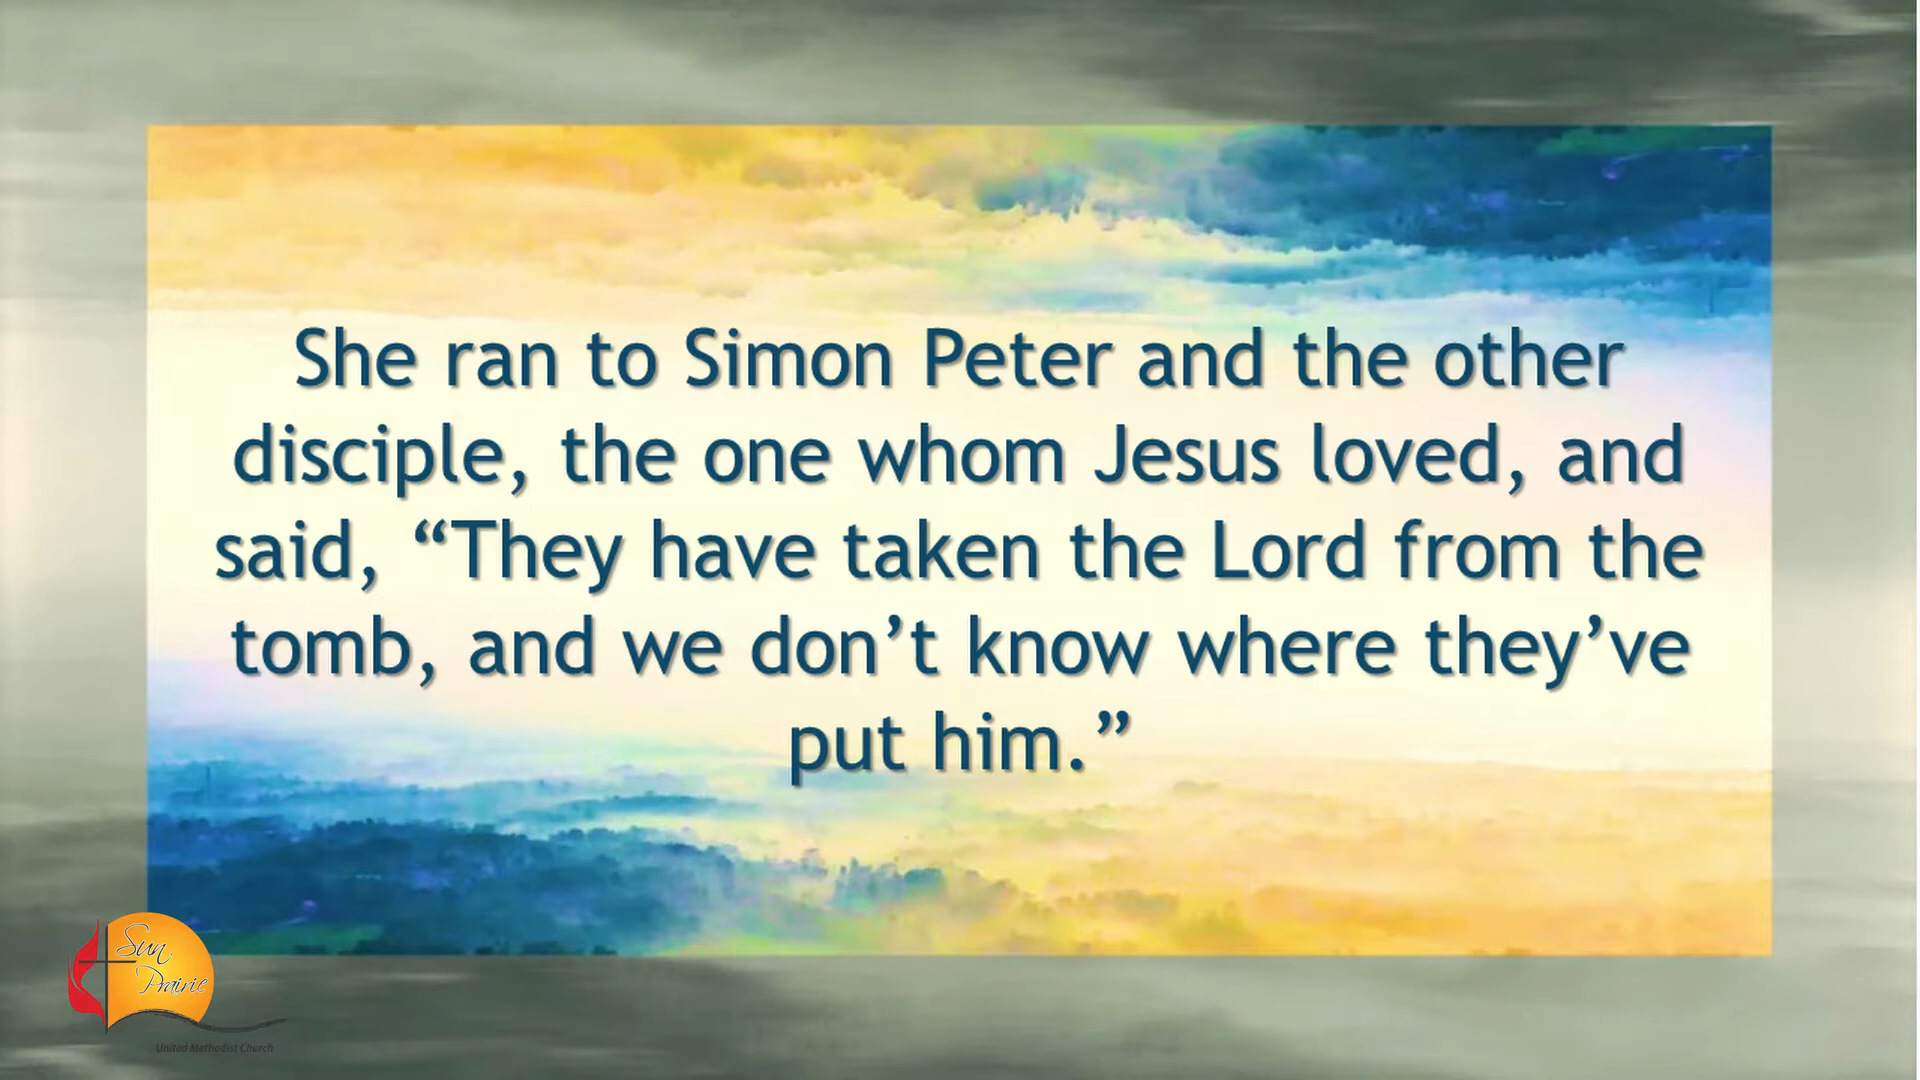 She ran to Simon Peter and the other
disciple, the one whom Jesus loved, and
said, “They have taken the Lord from the
tomb, and we don’t know where they’ve
put him.”
Sun
Prairie
United Methodist Church